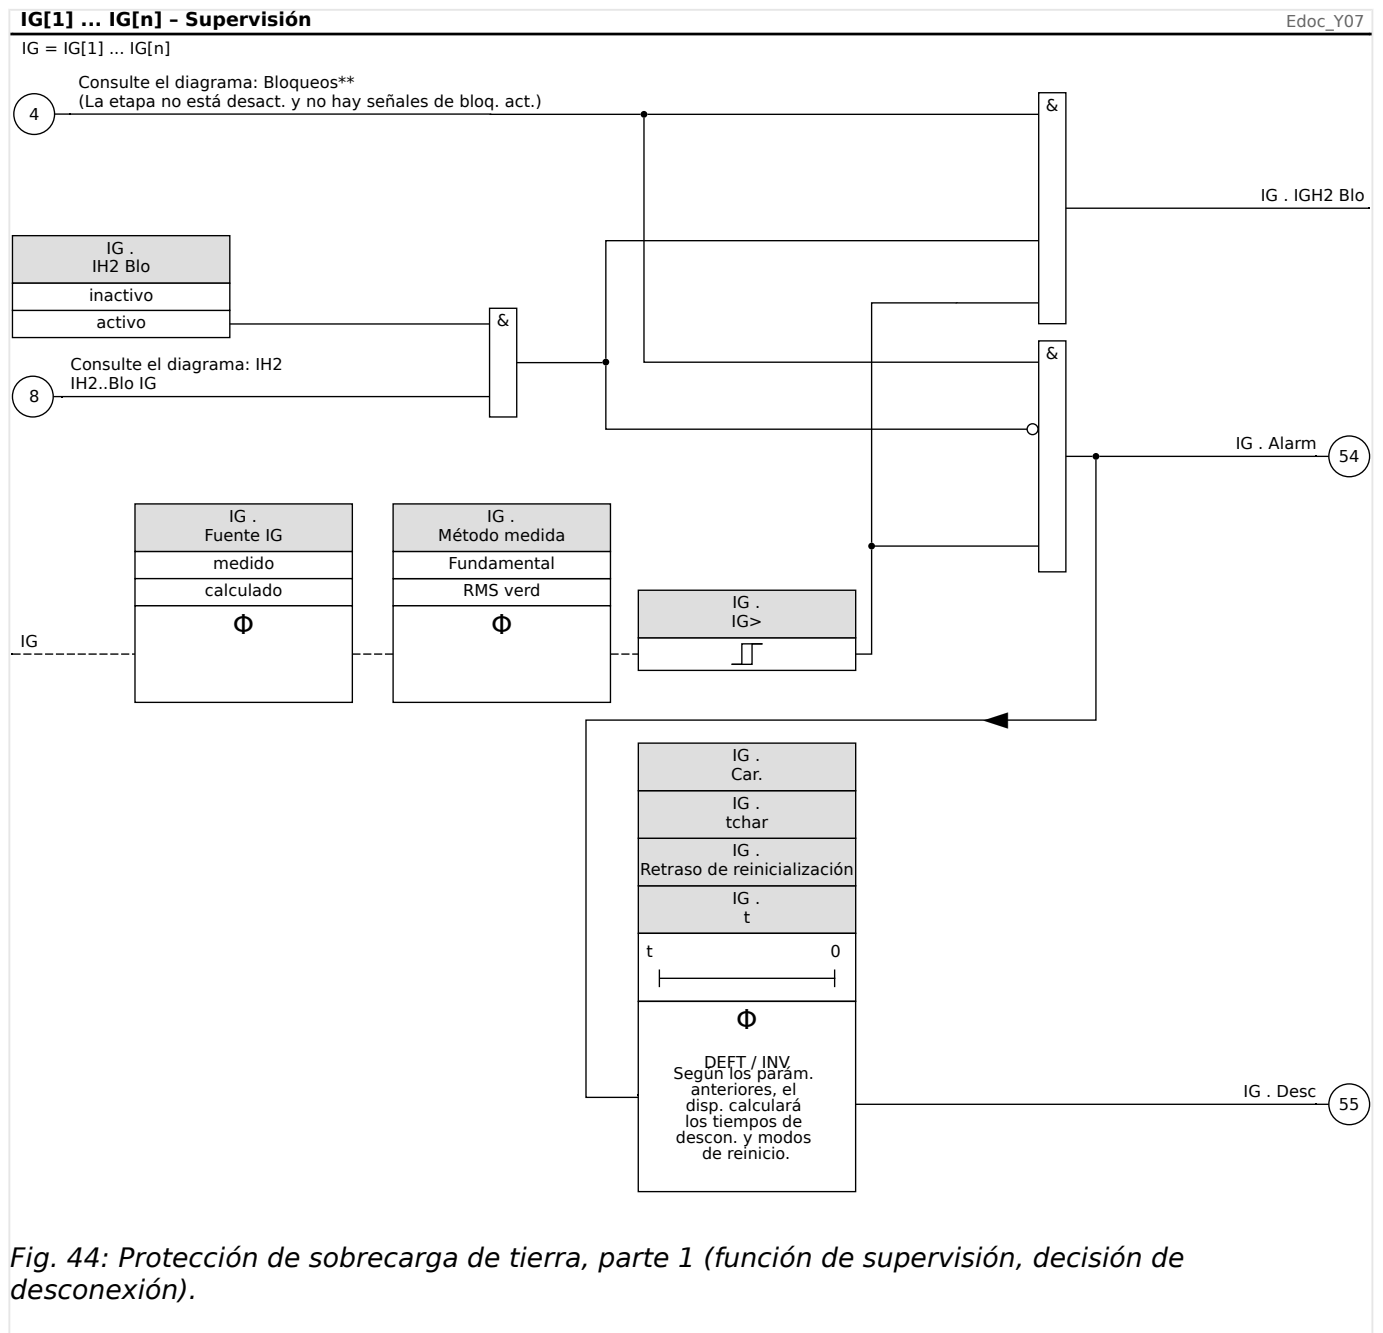 IG[1] ... IG[n] – Supervisión
Edoc_Y07
IG = IG[1] ... IG[n]
Consulte el diagrama: Bloqueos**
(La etapa no está desact. y no hay señales de bloq. act.)
4
&
IG . IGH2 Blo
IG .
IH2 Blo
inactivo
activo
&
Consulte el diagrama: IH2
IH2..Blo IG
8
&
IG . Alarm
54
IG .
Fuente IG
medido
calculado
Φ
IG .
Método medida
Fundamental
RMS verd
Φ
IG .
IG>
IG
IG .
Car.
IG .
tchar
IG .
Retraso de reinicialización
IG .
t
t 0
Φ
DEFT / INV
Según los parám.
anteriores, el
disp. calculará
los tiempos de
descon. y modos
de reinicio.
IG . Desc
55
Fig. 44: Protección de sobrecarga de tierra, parte 1 (función de supervisión, decisión de
desconexión).